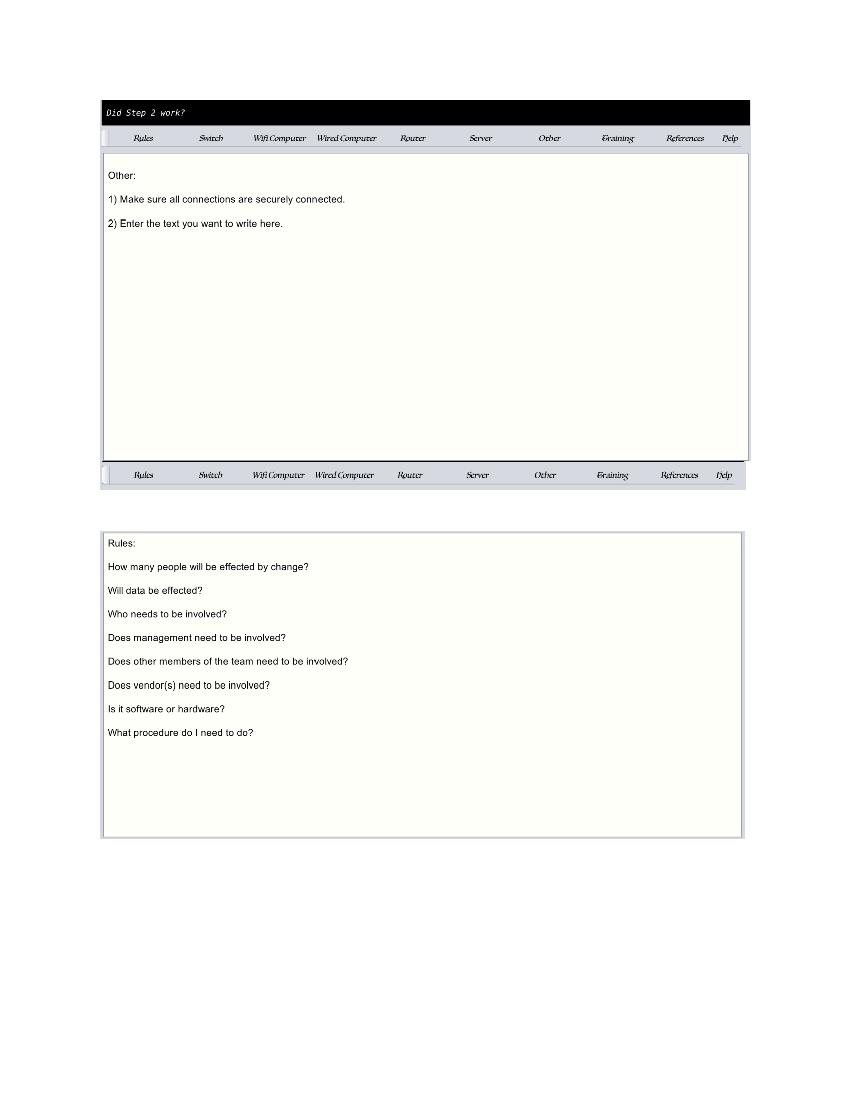 Did Step 2 work?
Rules Switch Wifi Computer Wired Computer Router Server Other Training References Help
Other:
1) Make sure all connections are securely connected.
2) Enter the text you want to write here.
Rules Switch Wifi Computer Wired Computer Router Server Other Training References Help
Rules:
How many people will be effected by change?
Will data be effected?
Who needs to be involved?
Does management need to be involved?
Does other members of the team need to be involved?
Does vendor(s) need to be involved?
Is it software or hardware?
What procedure do I need to do?